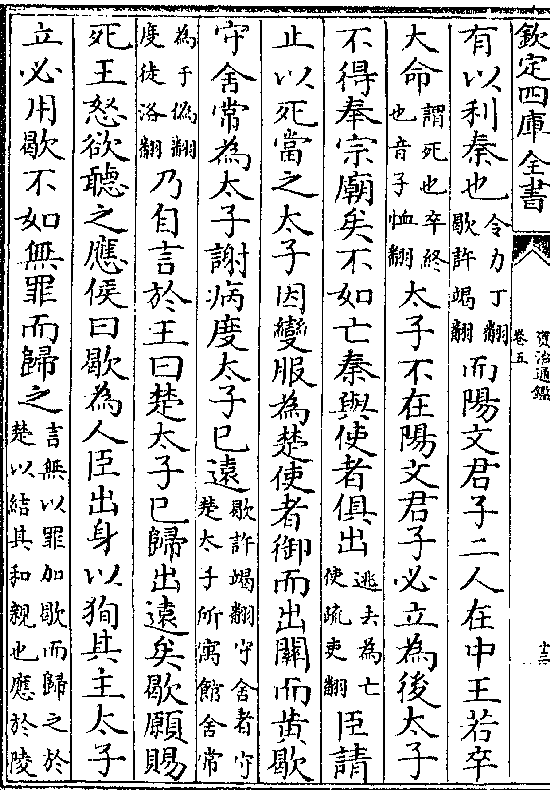 欽定四庫全書
資治通鑑
卷五
有以利秦也令力丁翻歇許竭翻而陽文君子二人在中王若卒
大命謂死也卒終也音子恤翻太子不在陽文君子必立為後太子
不得奉宗廟矣不如亡秦與使者俱出逃去為亡使疏吏翻臣請
止以死當之太子因變服為楚使者御而出關而黃歇
守舍常為太子謝病度太子已遠歇許竭翻守舍者守楚太子所寓館舍常
為于偽翻度徒洛翻乃自言於王曰楚太子已歸出遠矣歇願賜
死王怒欲聽之應侯曰歇為人臣出身以狥其主太子
立必用歇不如無罪而歸之言無以罪加歇而歸之於楚以結其和親也應於陵